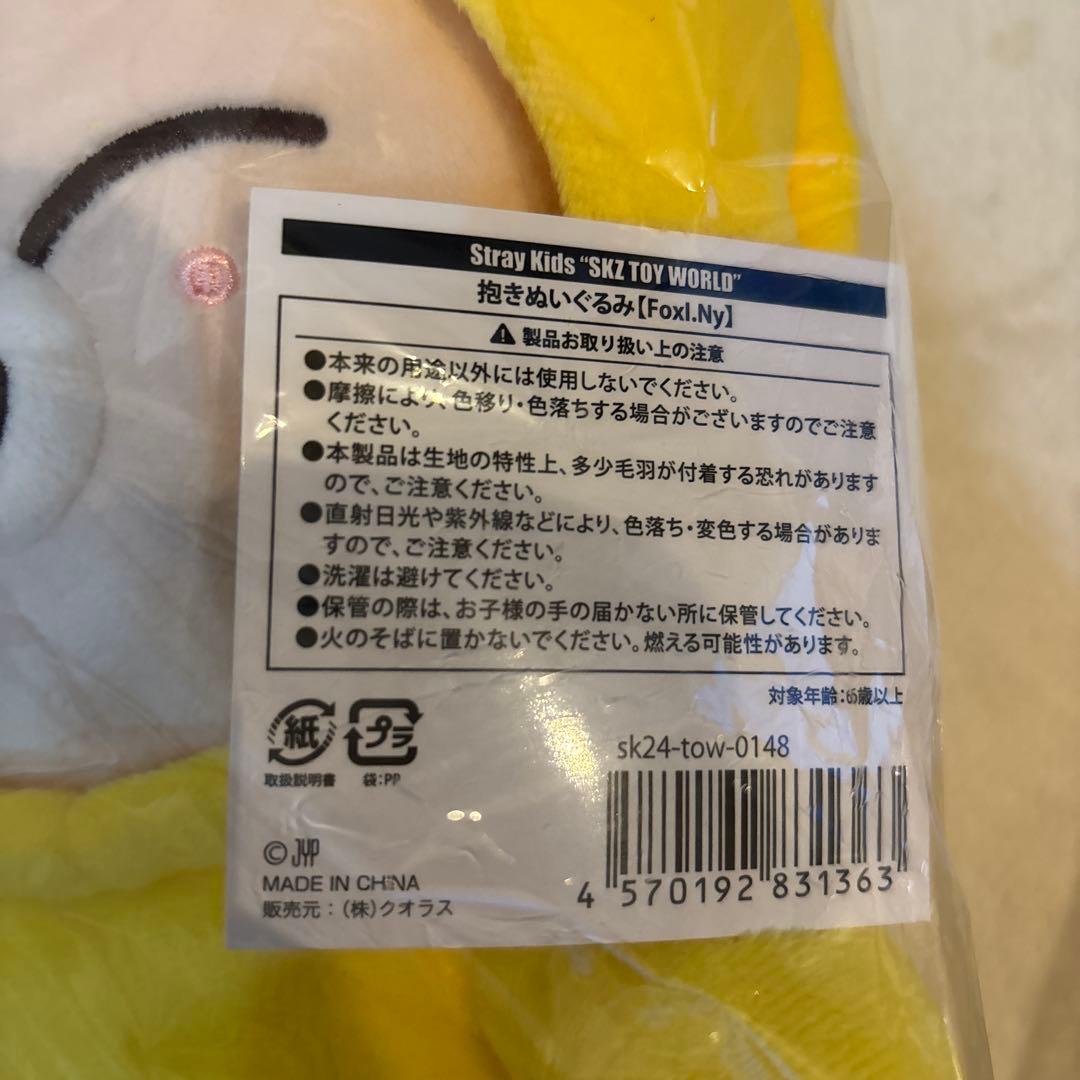 Stray Kids "SKZ TOY WORLD"
抱きぬいぐるみ【FoxI.Ny】
製品お取り扱い上の注意
●本来の用途以外には使用しないでください。
●摩擦により、色移り・色落ちする場合がございますのでご注意
ください。
●本製品は生地の特性上、多少毛羽が付着する恐れがあります
ので、ご注意ください。
●直射日光や紫外線などにより、色落ち・変色する場合がありま
すので、ご注意ください。
●洗濯は避けてください。
●保管の際は、お子様の手の届かない所に保管してください。
●火のそばに置かないでください。燃える可能性があります。
対象年齢:歳以上
紙 プラ
取扱説明書 袋:PP
sk24-tow-0148
© JYP
MADE IN CHINA
販売元:(株)クオラス
4 570192 831363